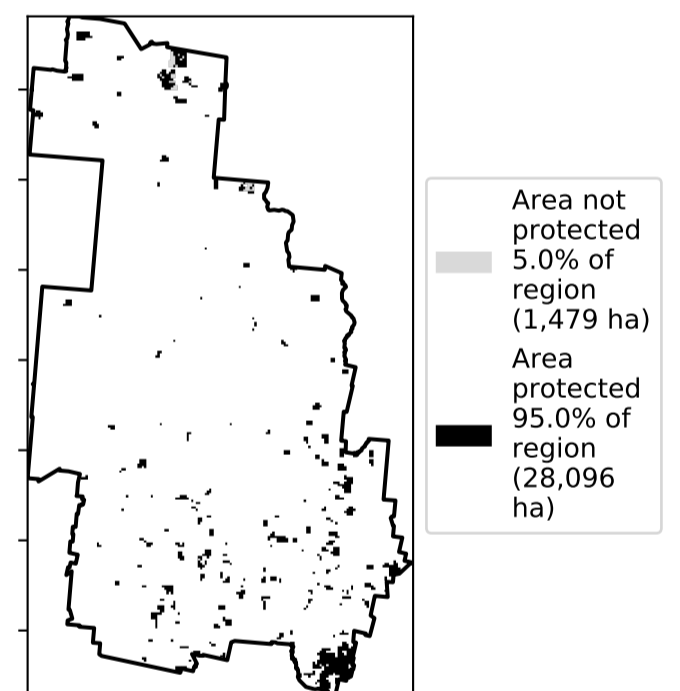 Area not
protected
5.0% of
region
(1,479 ha)
Area
protected
95.0% of
region
(28,096
ha)